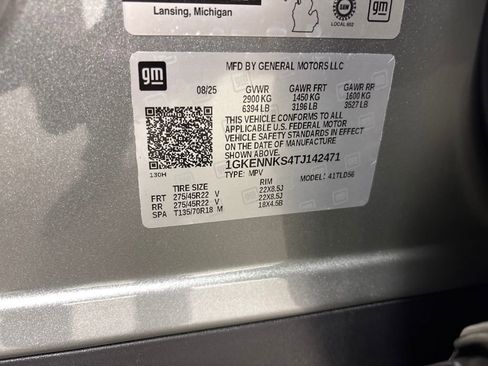 Lansing, Michigan
UAW
LOCAL 602
gm
gm
MFD BY GENERAL MOTORS LLC
08/25 GVWR GAWR FRT GAWR RR
2900 KG 1450 KG 1600 KG
6394 LB 3196 LB 3527 LB
THIS VEHICLE CONFORMS TO ALL
APPLICABLE U.S. FEDERAL MOTOR
VEHICLE SAFETY STANDARDS IN EFFECT
ON THE DATE OF MANUFACTURE
SHOWN ABOVE.
1GKENNKS4TJ142471
130H TYPE: MPV MODEL: 41TLD56
TIRE SIZE RIM
FRT 275/45R22 V 22X8.5J
RR 275/45R22 V 22X8.5J
SPA T135/70R18 M 18X4.5B